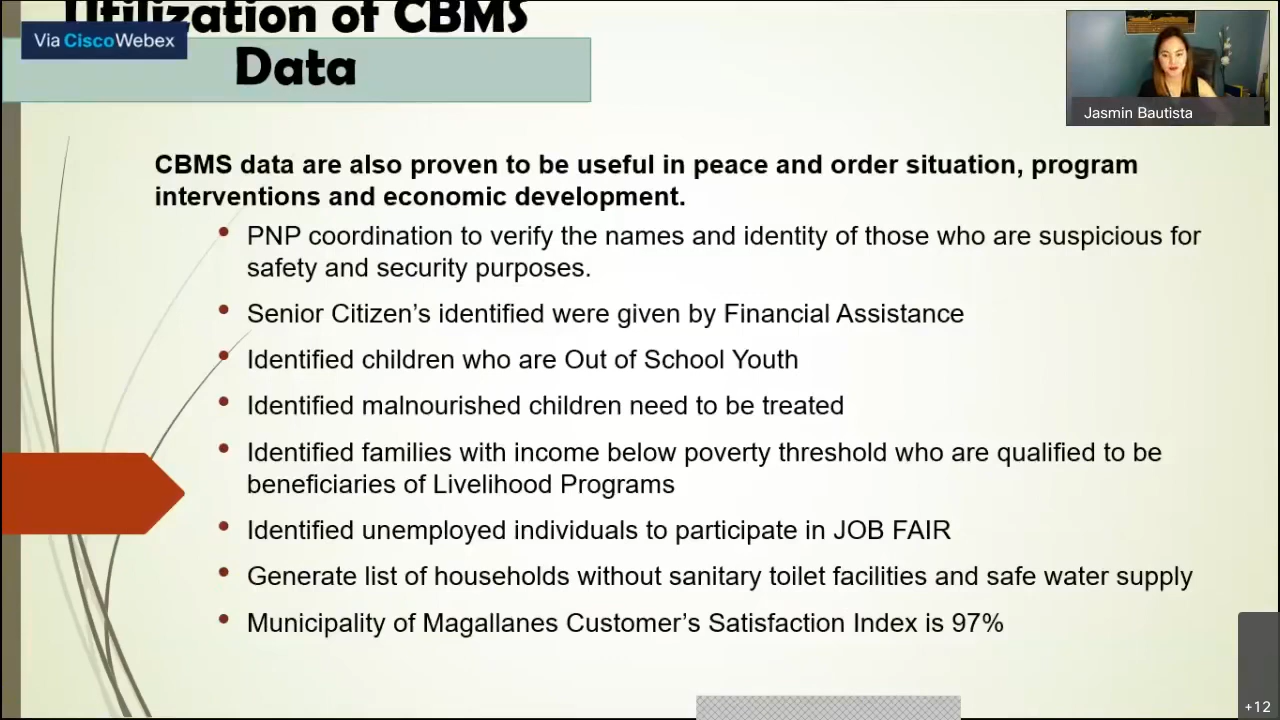 Utilization of CBMS
Via Cisco Webex
Data
Jasmin Bautista
CBMS data are also proven to be useful in peace and order situation, program
interventions and economic development.
• PNP coordination to verify the names and identity of those who are suspicious for
safety and security purposes.
• Senior Citizen’s identified were given by Financial Assistance
• Identified children who are Out of School Youth
• Identified malnourished children need to be treated
• Identified families with income below poverty threshold who are qualified to be
beneficiaries of Livelihood Programs
• Identified unemployed individuals to participate in JOB FAIR
• Generate list of households without sanitary toilet facilities and safe water supply
• Municipality of Magallanes Customer’s Satisfaction Index is 97%
+12